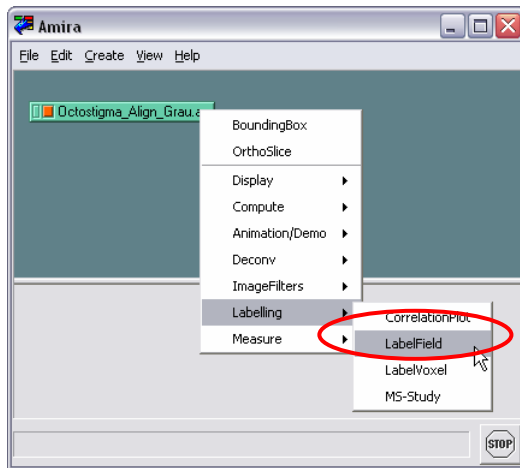 Amira
File Edit Create View Help
Octostigma_Align_Grau.a
BoundingBox
OrthoSlice
Display
Compute
Animation/Demo
Deconv
ImageFilters
Labelling
Measure
CorrelationPlot
LabelField
LabelVoxel
MS-Study
STOP